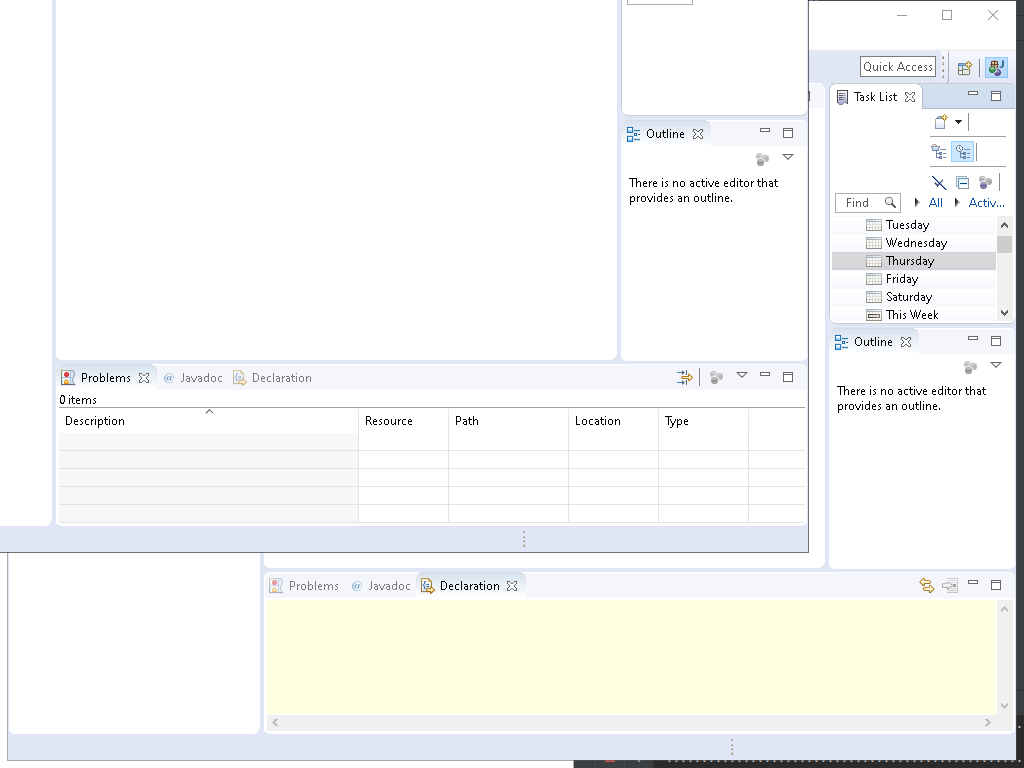 Quick Access
Task List
Outline
There is no active editor that
provides an outline.
Find
All
Activ...
Tuesday
Wednesday
Thursday
Friday
Saturday
This Week
Outline
There is no active editor that
provides an outline.
Problems @ Javadoc Declaration
0 items
Description Resource Path Location Type
Problems @ Javadoc Declaration